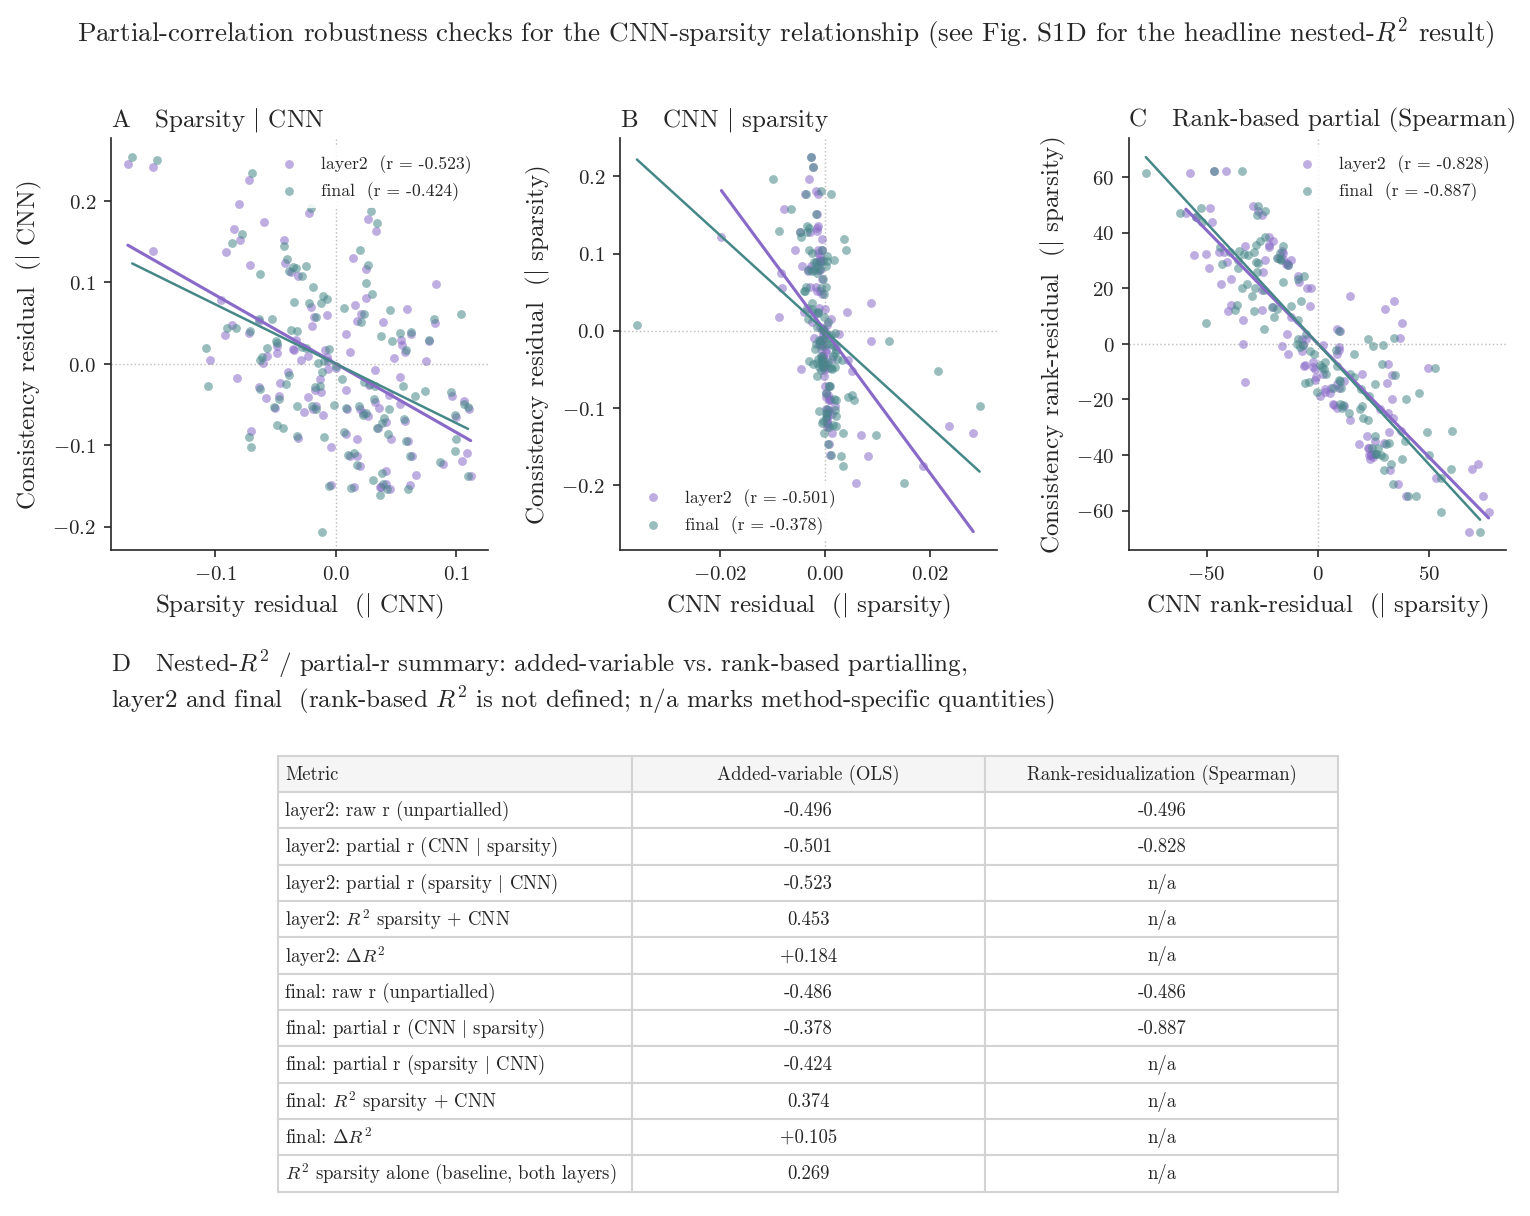 Partial-correlation robustness checks for the CNN-sparsity relationship (see Fig. S1D for the headline nested-R² result)
A Sparsity | CNN
layer2 (r = -0.523)
final (r = -0.424)
Consistency residual (| CNN)
0.2
0.1
0.0
−0.1
−0.2
−0.1
0.0
0.1
Sparsity residual (| CNN)
B CNN | sparsity
layer2 (r = -0.501)
final (r = -0.378)
Consistency residual (| sparsity)
0.2
0.1
0.0
−0.1
−0.2
−0.02
0.00
0.02
CNN residual (| sparsity)
C Rank-based partial (Spearman)
layer2 (r = -0.828)
final (r = -0.887)
Consistency rank-residual (| sparsity)
60
40
20
0
−20
−40
−60
−50
0
50
CNN rank-residual (| sparsity)
D Nested-R² / partial-r summary: added-variable vs. rank-based partialling,
layer2 and final (rank-based R² is not defined; n/a marks method-specific quantities)
Metric Added-variable (OLS) Rank-residualization (Spearman)
layer2: raw r (unpartialled) -0.496 -0.496
layer2: partial r (CNN | sparsity) -0.501 -0.828
layer2: partial r (sparsity | CNN) -0.523 n/a
layer2: R² sparsity + CNN 0.453 n/a
layer2: ΔR² +0.184 n/a
final: raw r (unpartialled) -0.486 -0.486
final: partial r (CNN | sparsity) -0.378 -0.887
final: partial r (sparsity | CNN) -0.424 n/a
final: R² sparsity + CNN 0.374 n/a
final: ΔR² +0.105 n/a
R² sparsity alone (baseline, both layers) 0.269 n/a